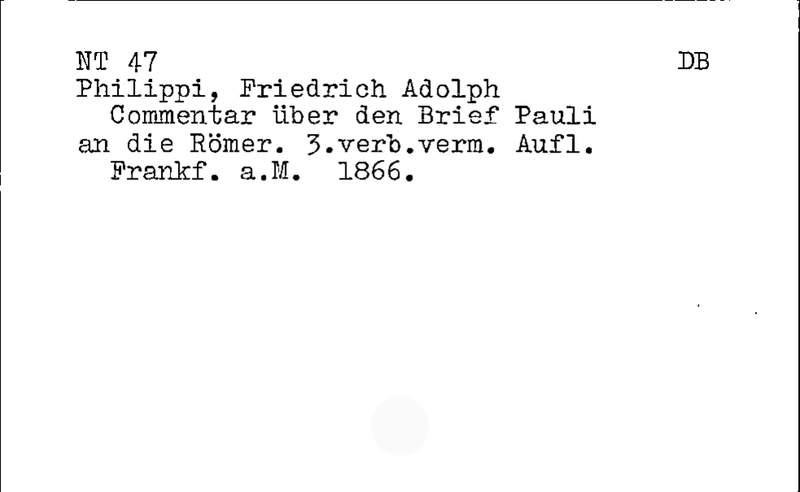 NT 47 DB
Philippi, Friedrich Adolph
Commentar über den Brief Pauli
an die Römer. 3.verb.verm. Aufl.
Frankf. a.M. 1866.